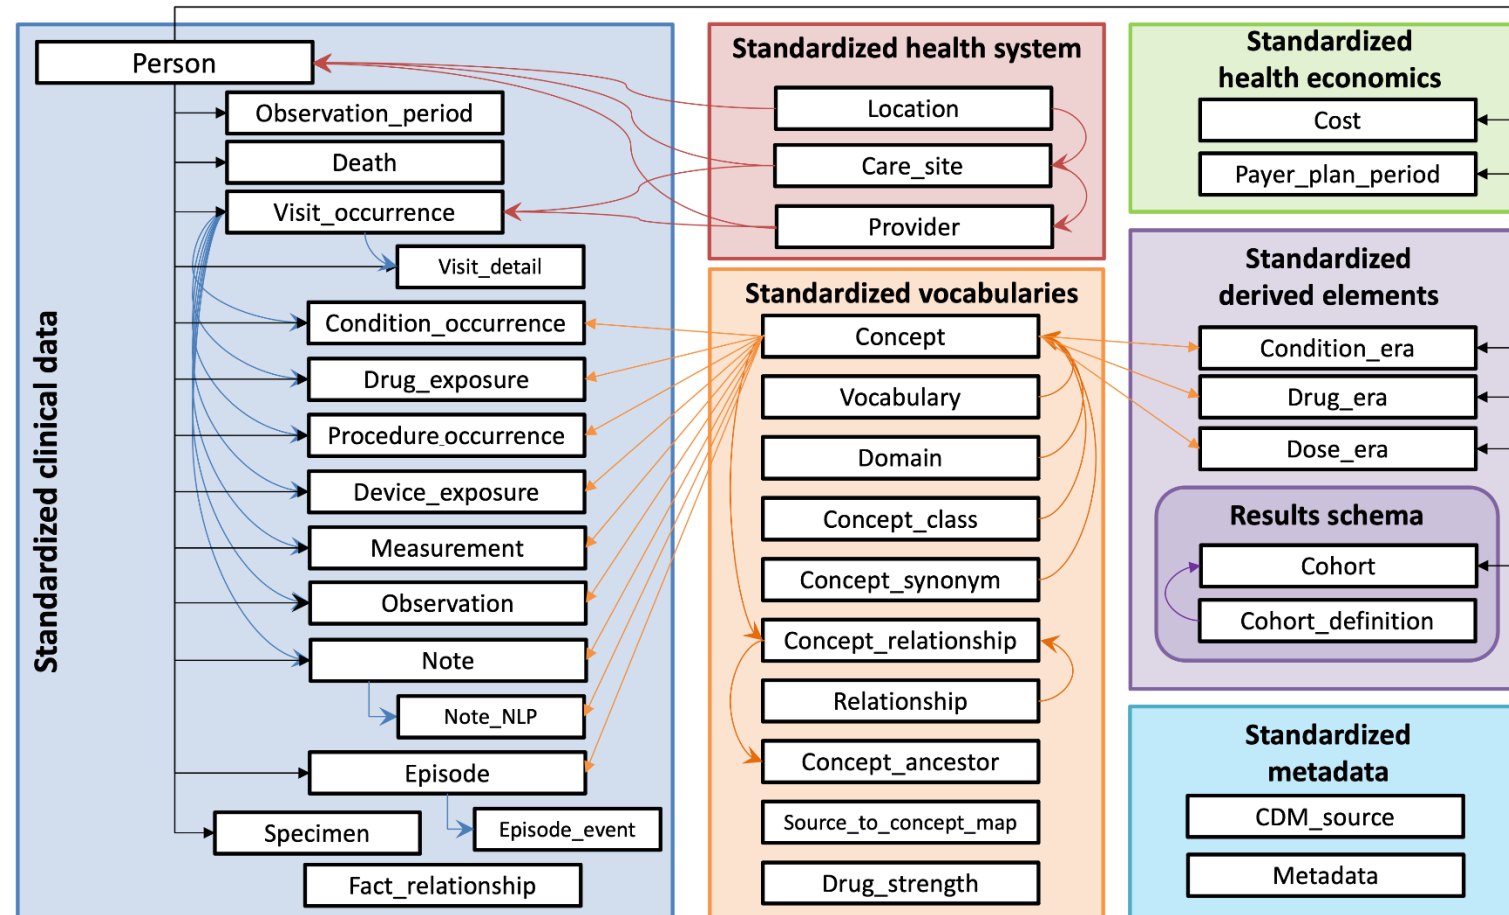 Standardized clinical data
Person
Observation_period
Death
Visit_occurrence
Visit_detail
Condition_occurrence
Drug_exposure
Procedure_occurrence
Device_exposure
Measurement
Observation
Note
Note_NLP
Episode
Episode_event
Specimen
Fact_relationship
Standardized health system
Location
Care_site
Provider
Standardized vocabularies
Concept
Vocabulary
Domain
Concept_class
Concept_synonym
Concept_relationship
Relationship
Concept_ancestor
Source_to_concept_map
Drug_strength
Standardized
health economics
Cost
Payer_plan_period
Standardized
derived elements
Condition_era
Drug_era
Dose_era
Results schema
Cohort
Cohort_definition
Standardized
metadata
CDM_source
Metadata